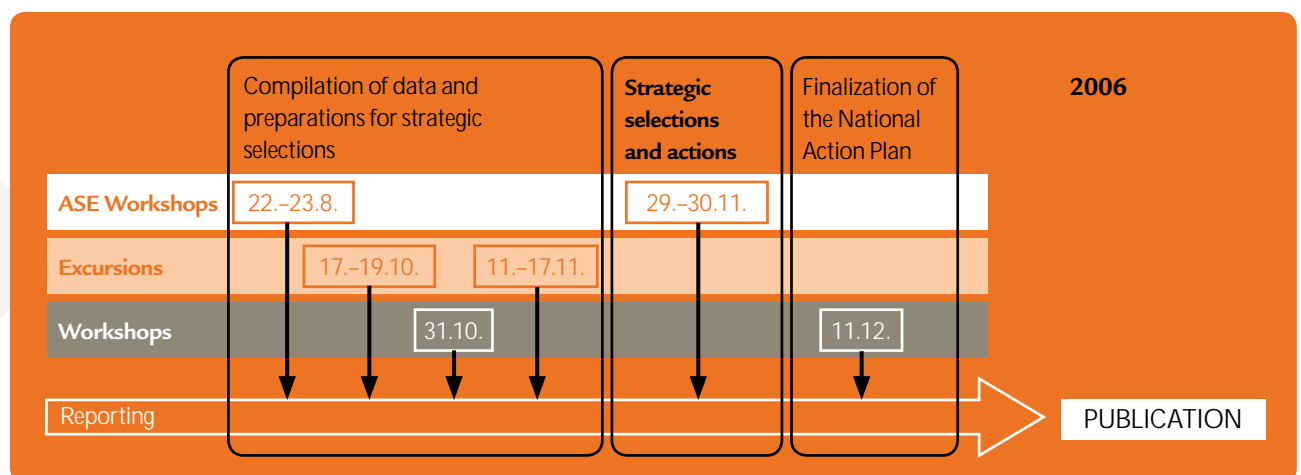 Compilation of data and
preparations for strategic
selections
Strategic
selections
and actions
Finalization of
the National
Action Plan
2006
ASE Workshops
22.–23.8.
29.–30.11.
Excursions
17.–19.10.
11.–17.11.
Workshops
31.10.
11.12.
Reporting
PUBLICATION